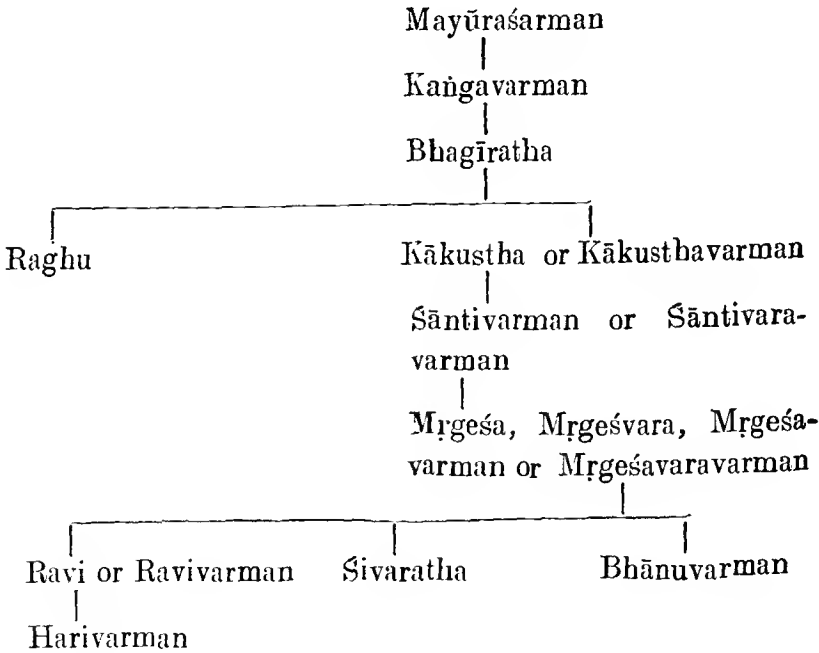 Mayūraśarman
Kaṅgavarman
Bhagīratha
Raghu Kākustha or Kākusthavarman
Śāntivarman or Śāntivara-
varman
Mṛgeśa, Mṛgeśvara, Mṛgeśa-
varman or Mṛgeśavaravarman
Ravi or Ravivarman Śivaratha Bhānuvarman
Harivarman